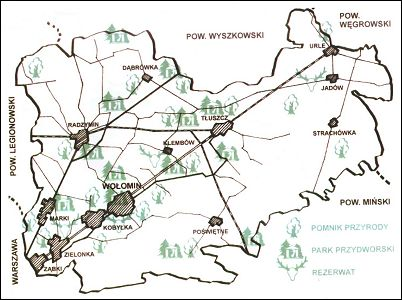 POW. WYSZKOWSKI
POW. WĘGROWSKI
URLE
DĄBRÓWKA
JADÓW
RADZYMIN
TŁUSZCZ
STRACHÓWKA
KLEMBÓW
POW. LEGIONOWSKI
WOŁOMIN
MARKI
KOBYŁKA
POŚWIĘTNE
POW. MIŃSKI
ZIELONKA
ZĄBKI
WARSZAWA
POMNIK PRZYRODY
PARK PRZYDWORSKI
REZERWAT